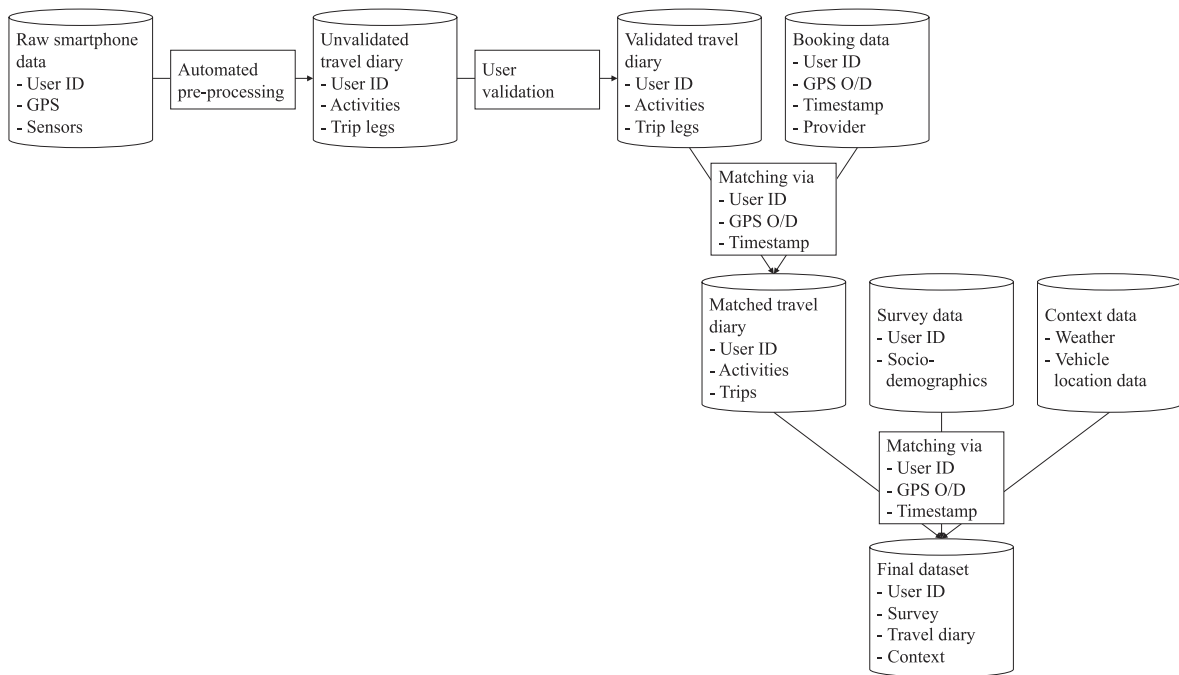 Raw smartphone
data
- User ID
- GPS
- Sensors
Automated
pre-processing
Unvalidated
travel diary
- User ID
- Activities
- Trip legs
User
validation
Validated travel
diary
- User ID
- Activities
- Trip legs
Booking data
- User ID
- GPS O/D
- Timestamp
- Provider
Matching via
- User ID
- GPS O/D
- Timestamp
Matched travel
diary
- User ID
- Activities
- Trips
Survey data
- User ID
- Socio-
demographics
Context data
- Weather
- Vehicle
location data
Matching via
- User ID
- GPS O/D
- Timestamp
Final dataset
- User ID
- Survey
- Travel diary
- Context